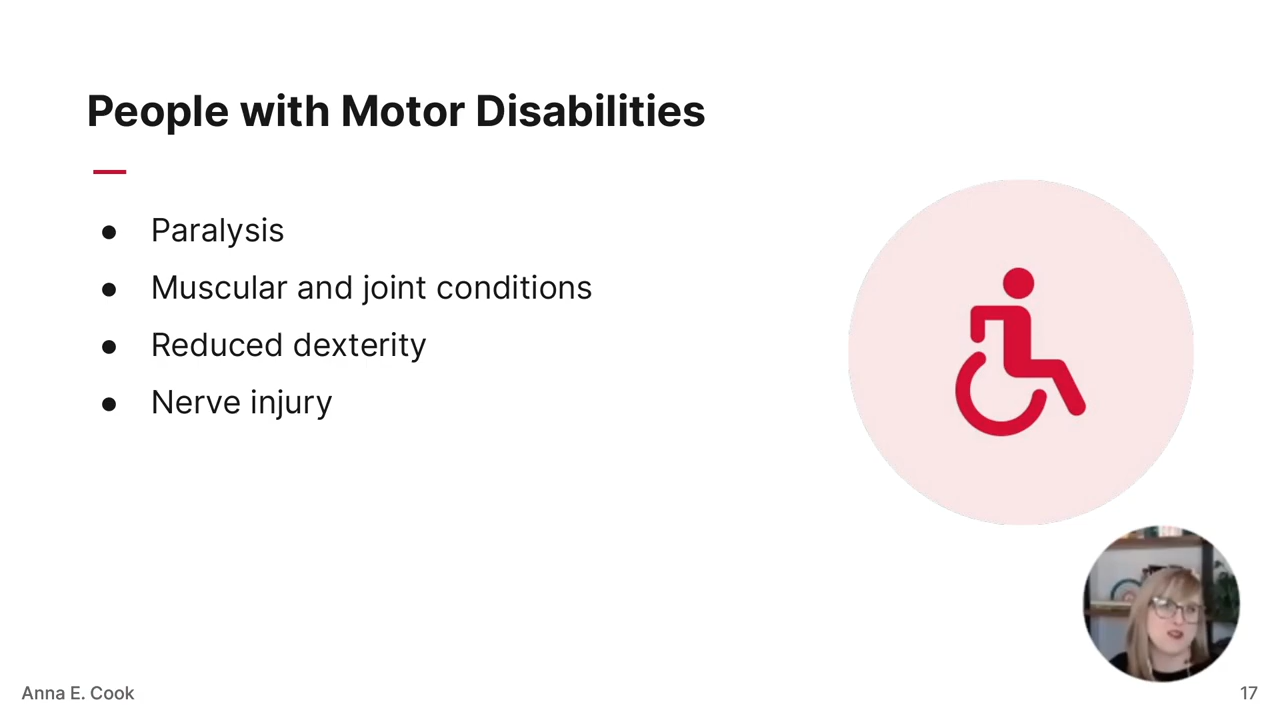 People with Motor Disabilities
● Paralysis
● Muscular and joint conditions
● Reduced dexterity
● Nerve injury
Anna E. Cook
17